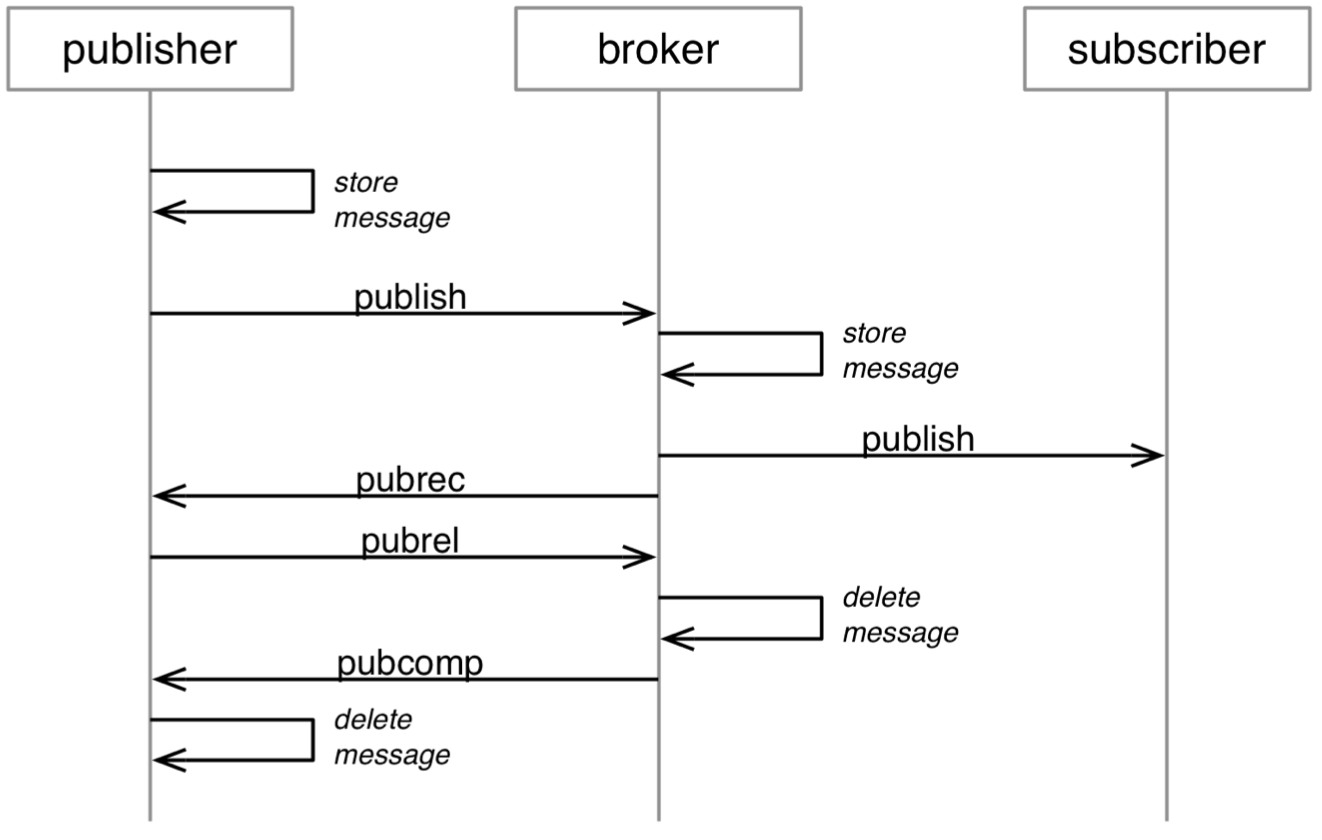 publisher
broker
subscriber
store
message
publish
store
message
publish
pubrec
pubrel
delete
message
pubcomp
delete
message